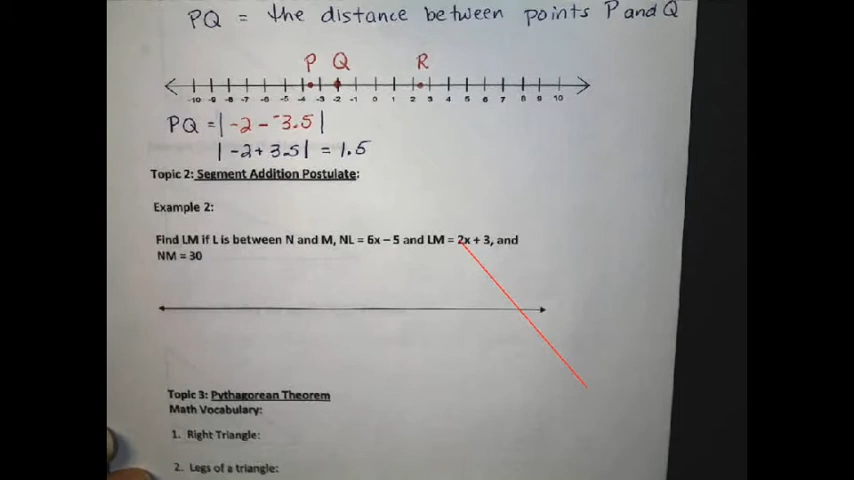 PQ = the distance between points P and Q
P Q R
-10 -9 -8 -7 -6 -5 -4 -3 -2 -1 0 1 2 3 4 5 6 7 8 9 10
PQ = |-2 - -3.5|
|-2 + 3.5| = 1.5
Topic 2: Segment Addition Postulate:
Example 2:
Find LM if L is between N and M, NL = 6x – 5 and LM = 2x + 3, and
NM = 30
Topic 3: Pythagorean Theorem
Math Vocabulary:
1. Right Triangle:
2. Legs of a triangle: